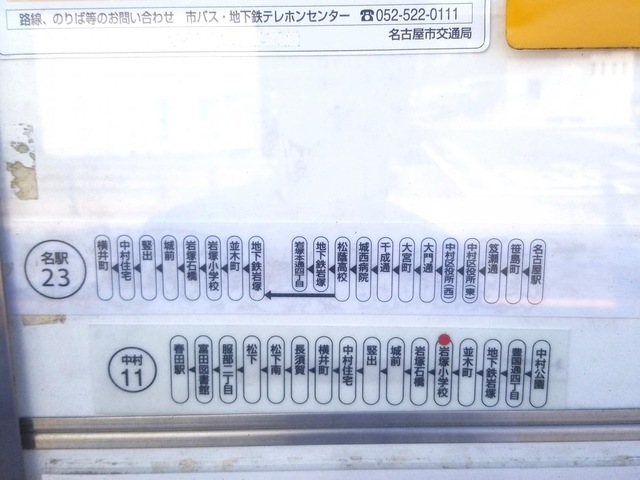 路線、のりば等のお問い合わせ 市バス・地下鉄テレホンセンター ☎052-522-0111
名古屋市交通局
名駅
23
横井町
中村住宅
竪出
城前
岩塚石橋
岩塚小学校
並木町
地下鉄岩塚
岩塚本通四丁目
地下鉄岩塚
松蔭高校
城西病院
千成通
大宮町
大門通
中村区役所(西)
中村区役所(東)
笈瀬通
笹島町
名古屋駅
中村
11
春田駅
富田図書館
服部二丁目
松下
松下南
長須賀
横井町
中村住宅
竪出
城前
岩塚石橋
岩塚小学校
並木町
地下鉄岩塚
豊国通四丁目
中村公園